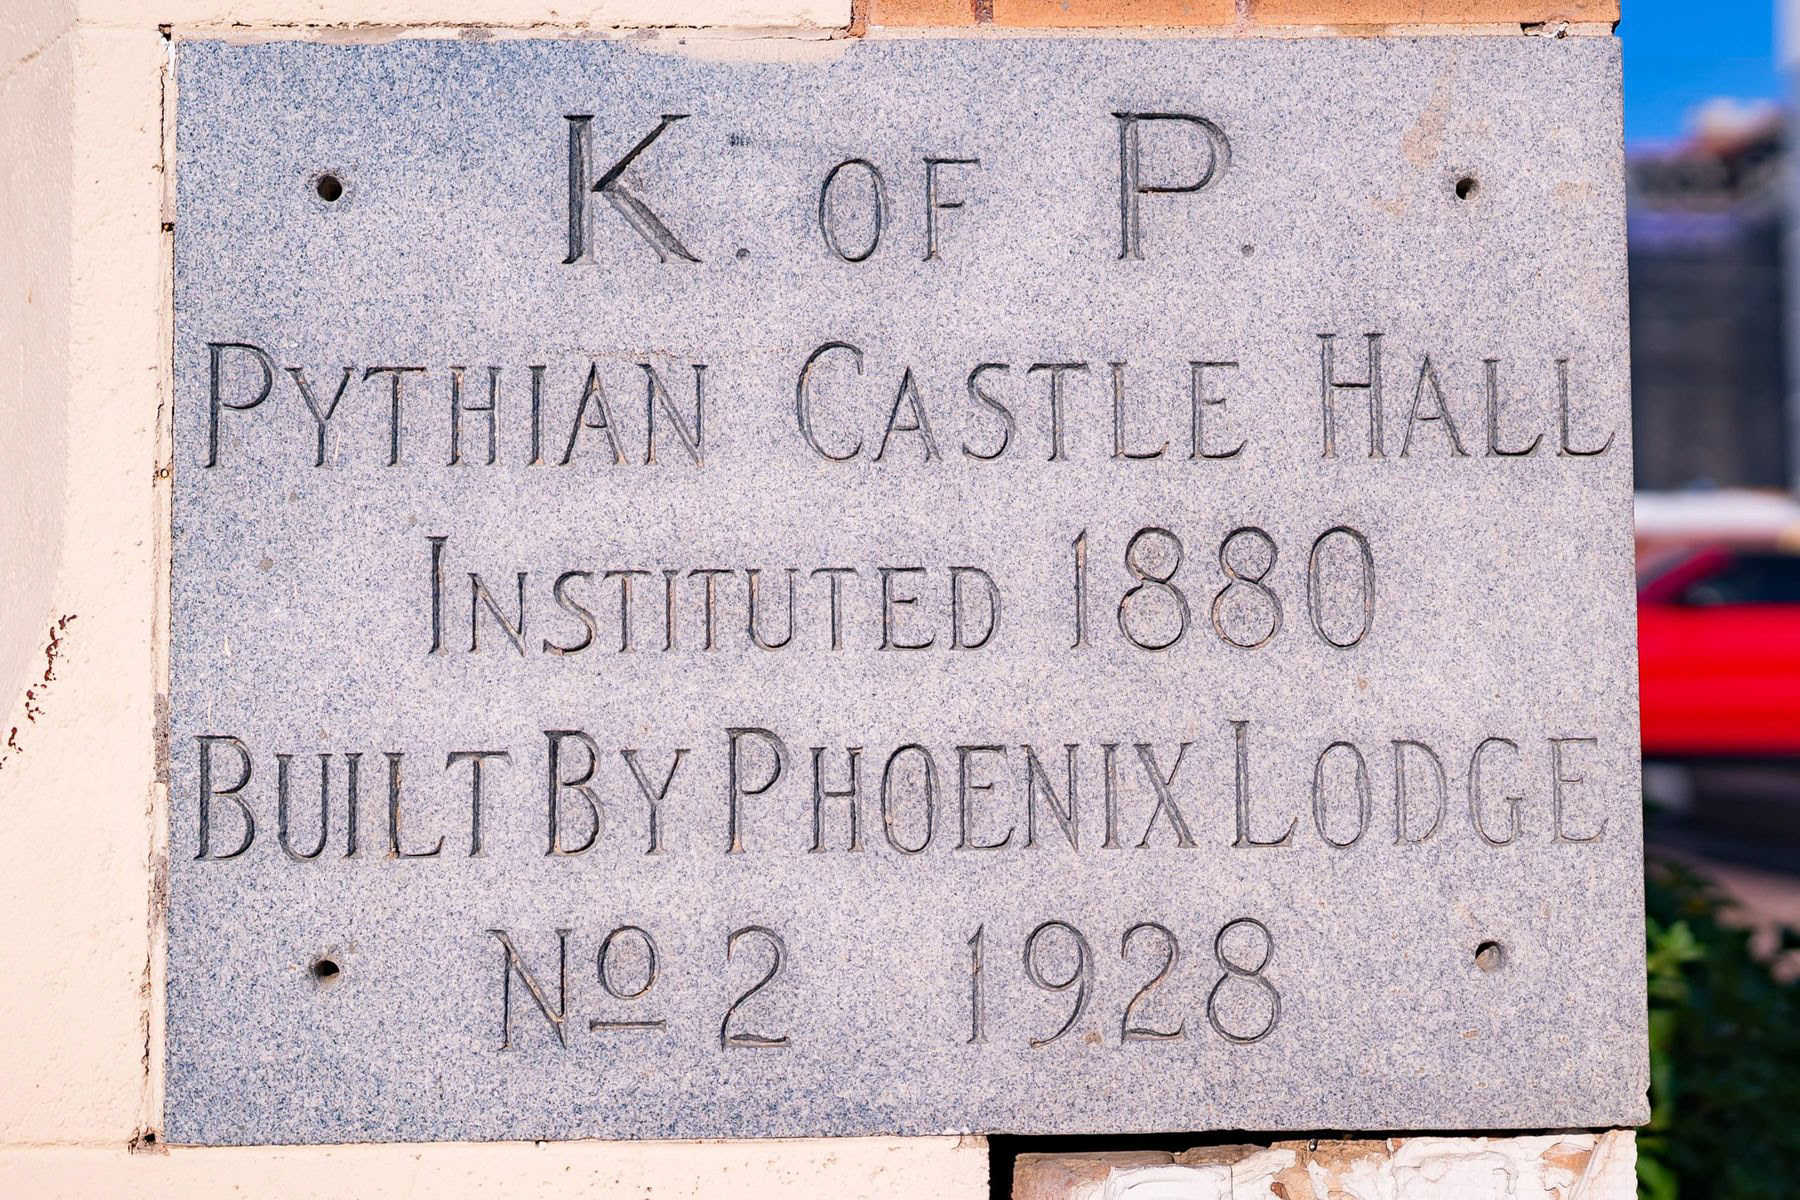 K. OF P.
PYTHIAN CASTLE HALL
INSTITUTED 1880
BUILT BY PHOENIX LODGE
Nº 2 1928